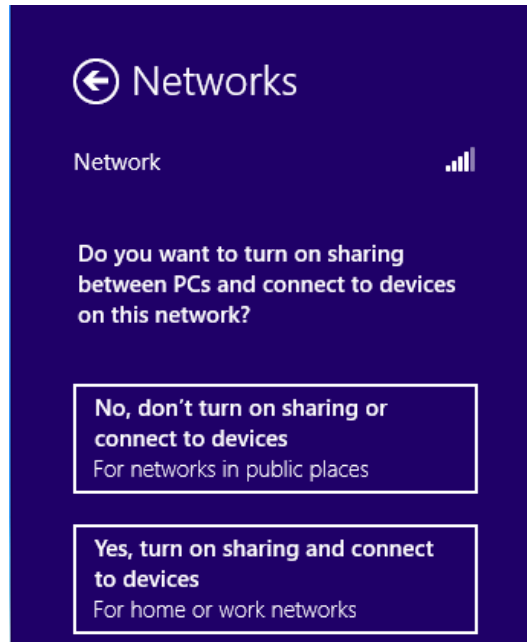 Networks
Network
Do you want to turn on sharing
between PCs and connect to devices
on this network?
No, don't turn on sharing or
connect to devices
For networks in public places
Yes, turn on sharing and connect
to devices
For home or work networks